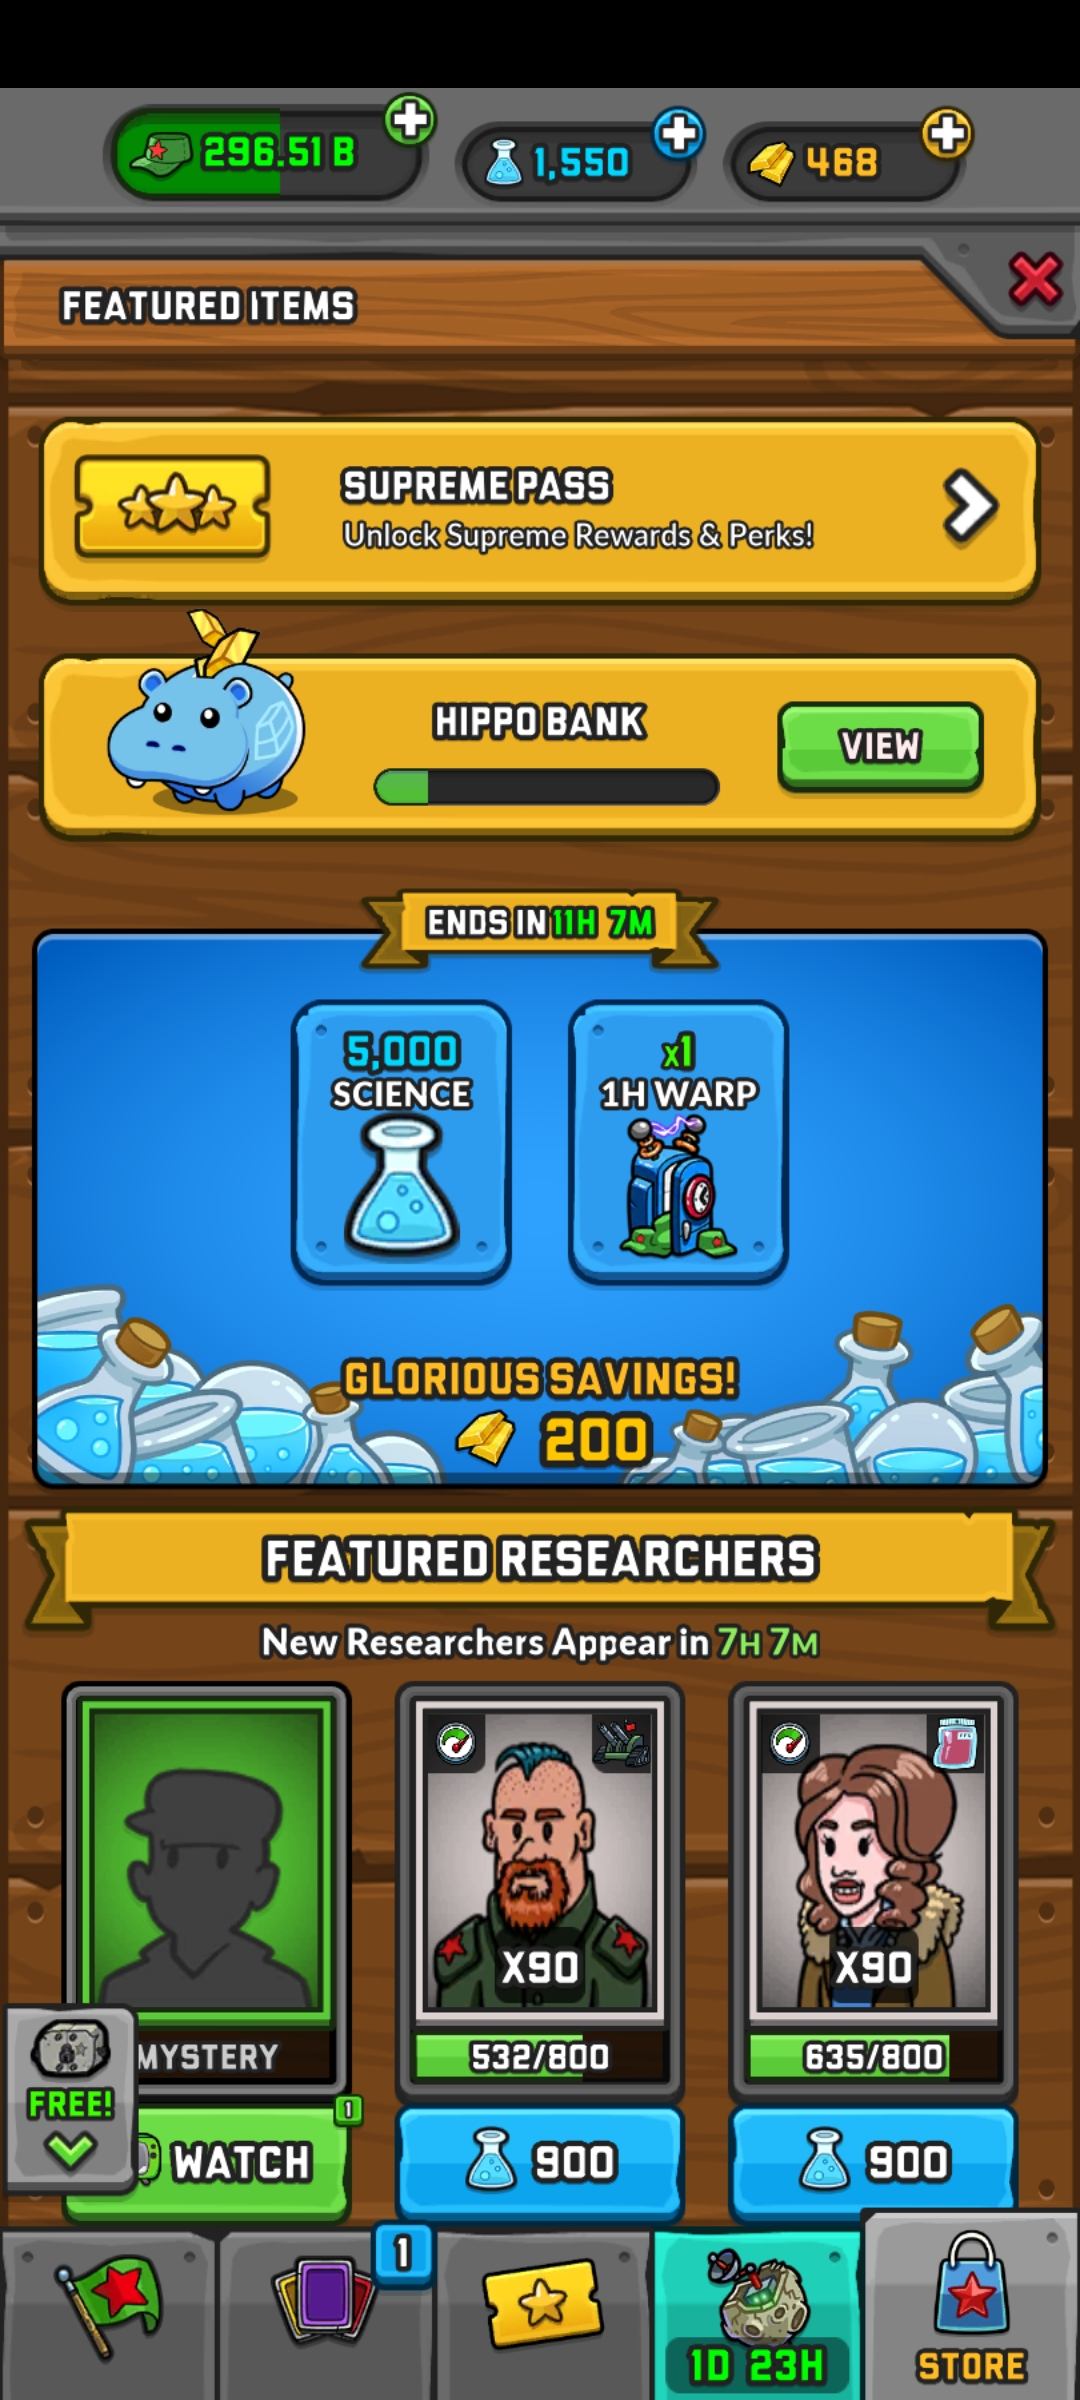 296.51 B
1,550
468
FEATURED ITEMS
SUPREME PASS
Unlock Supreme Rewards & Perks!
HIPPO BANK
VIEW
ENDS IN 11H 7M
5,000
SCIENCE
x1
1H WARP
GLORIOUS SAVINGS!
200
FEATURED RESEARCHERS
New Researchers Appear in 7H 7M
X90
X90
MYSTERY
532/800
635/800
FREE!
1
WATCH
900
900
1
1D 23H
STORE